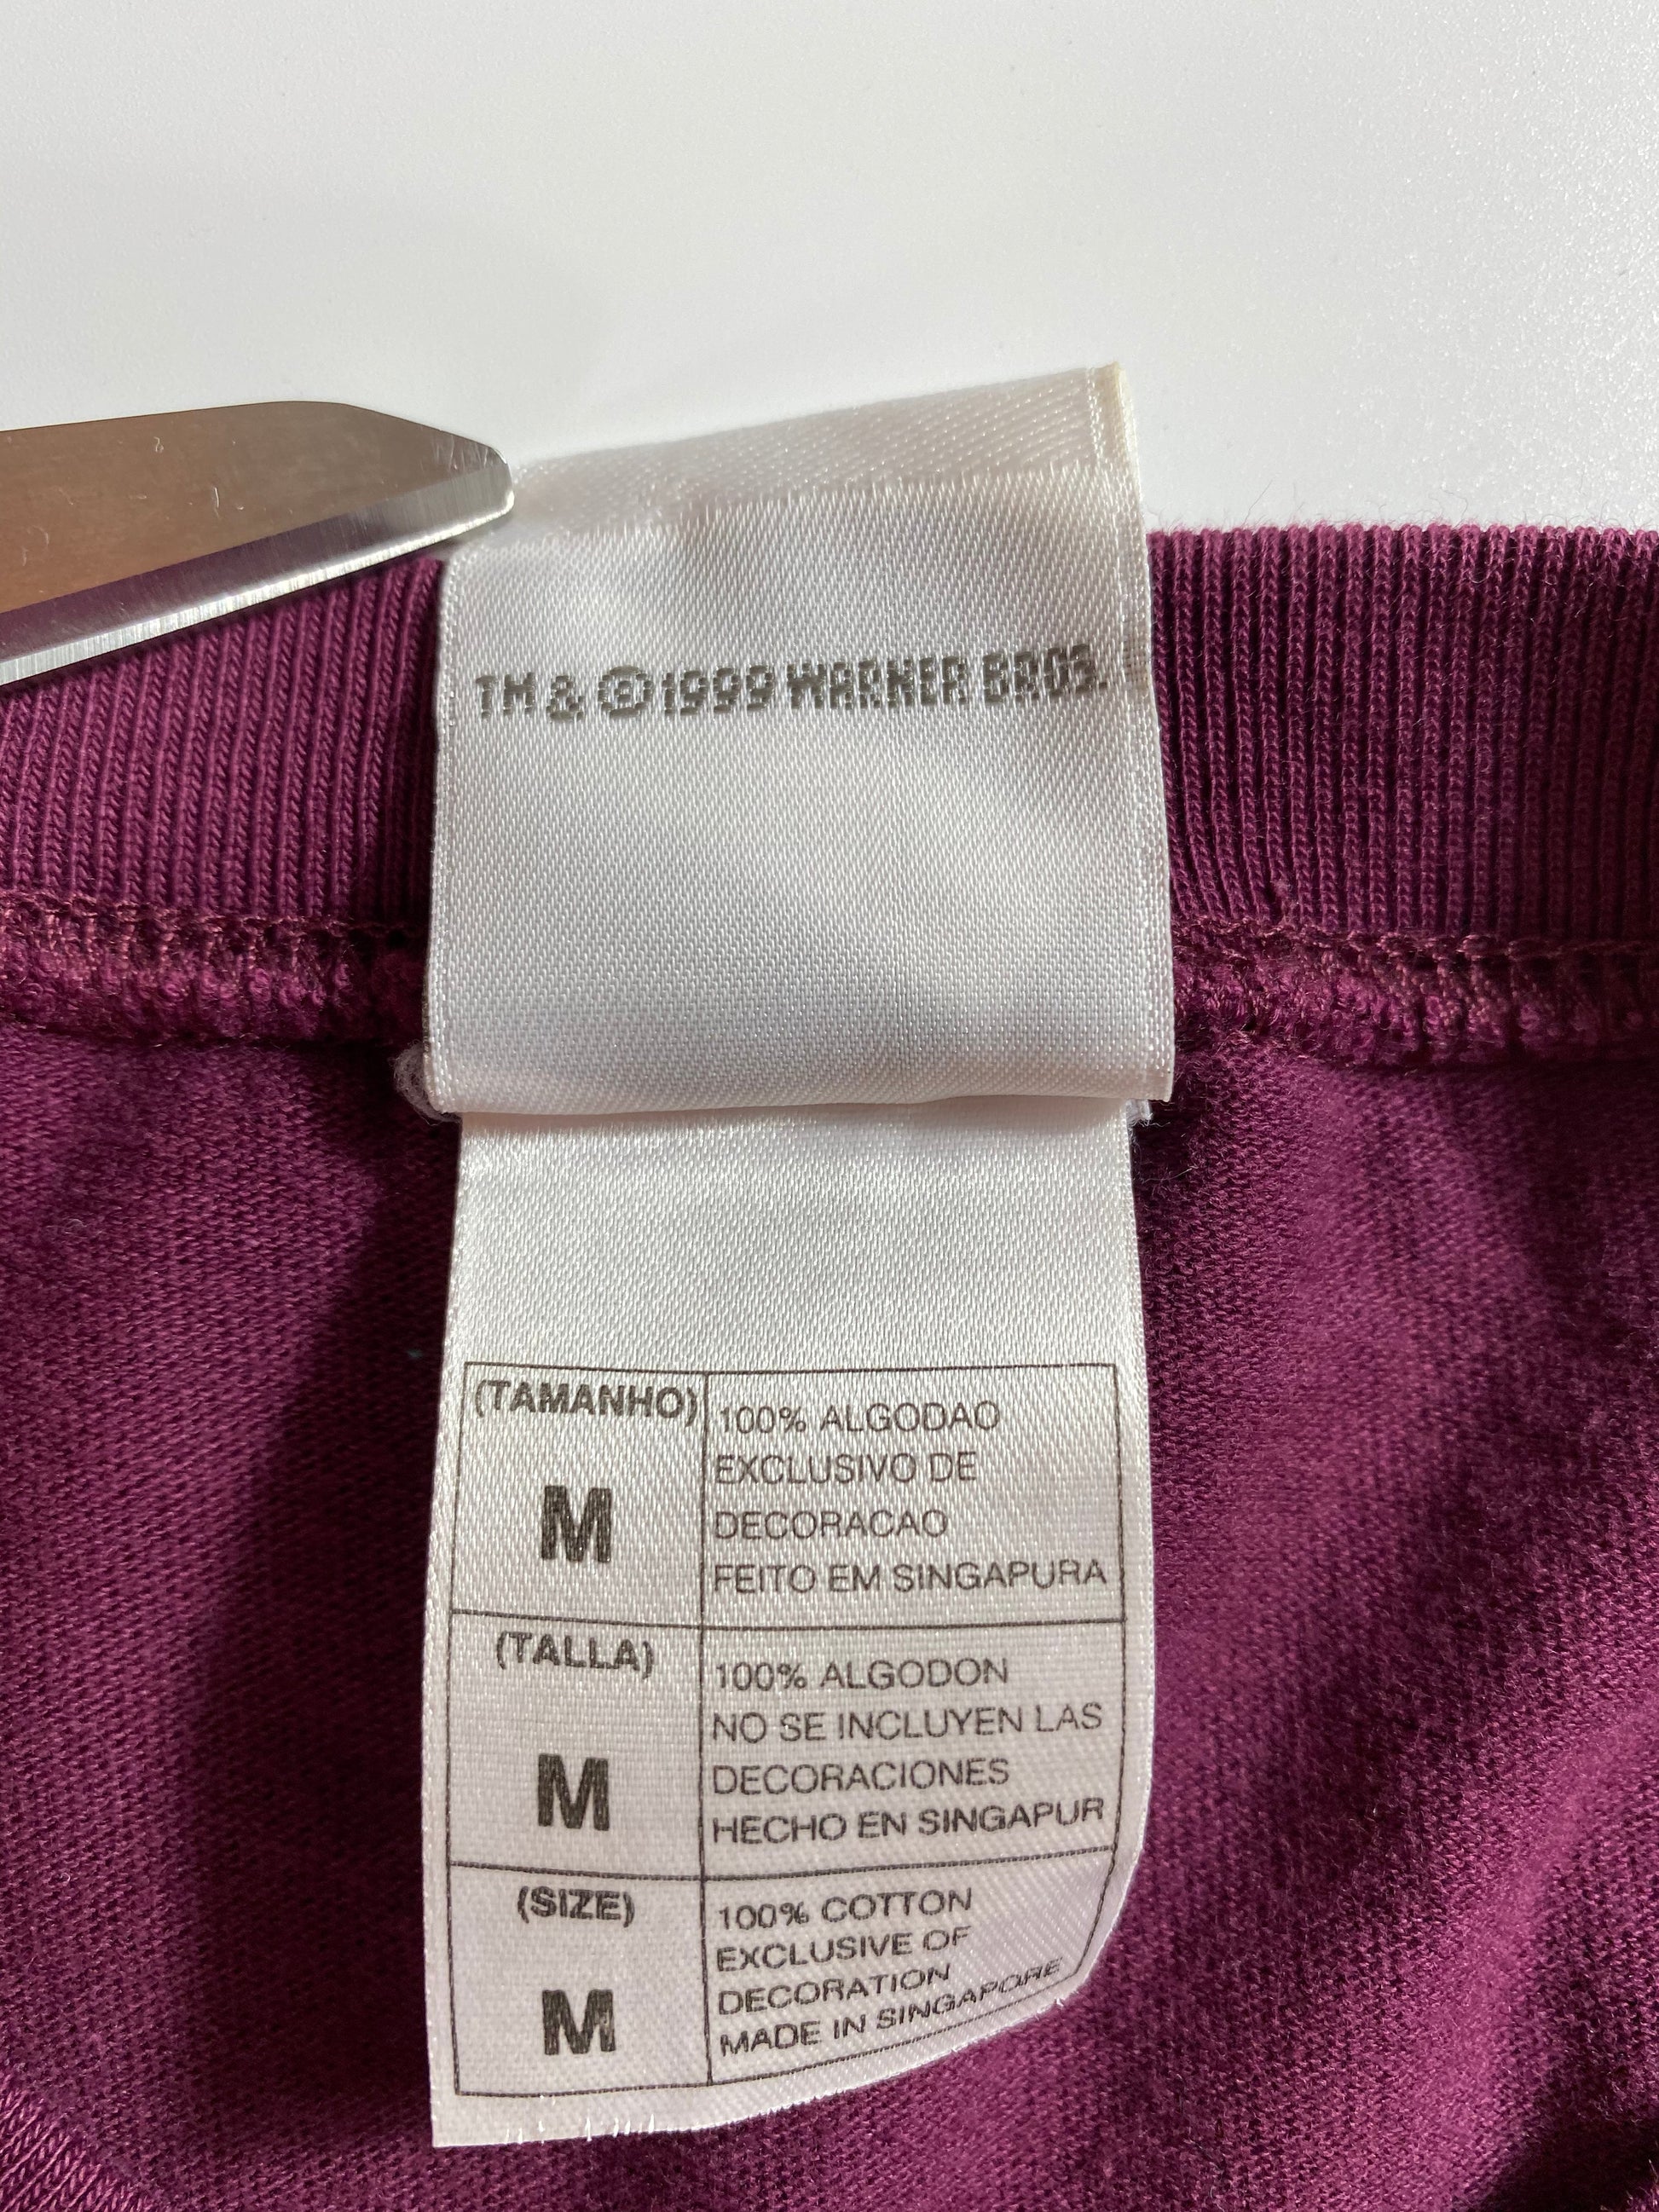 TM & © 1999 WARNER BROS.
(TAMANHO)
M
100% ALGODAO
EXCLUSIVO DE
DECORACAO
FEITO EM SINGAPURA
(TALLA)
M
100% ALGODON
NO SE INCLUYEN LAS
DECORACIONES
HECHO EN SINGAPUR
(SIZE)
M
100% COTTON
EXCLUSIVE OF
DECORATION
MADE IN SINGAPORE